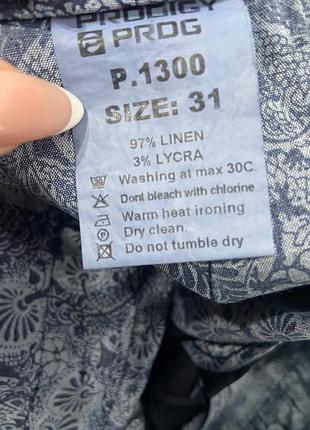 PRODIGY
PRDG
P.1300
SIZE: 31
97% LINEN
3% LYCRA
Washing at max 30C.
Dont bleach with chlorine
Warm heat ironing
Dry clean.
Do not tumble dry